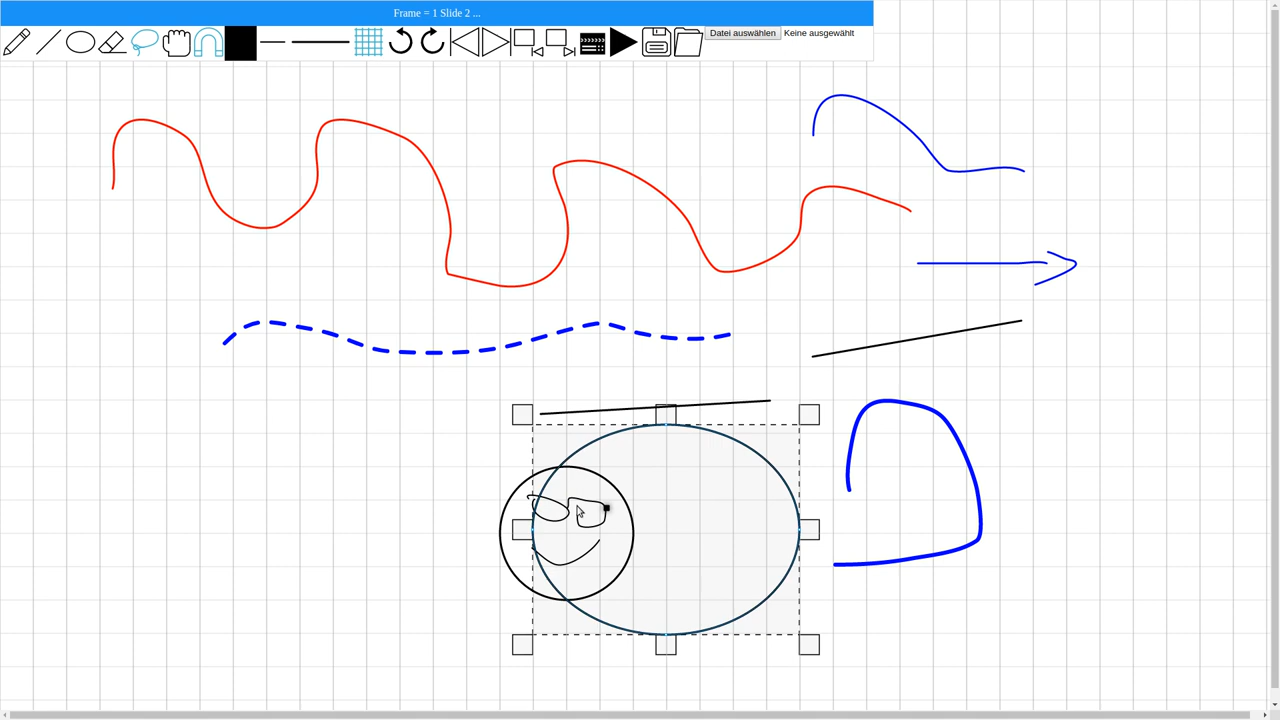 Frame = 1 Slide 2 ...
Datei auswählen Keine ausgewählt